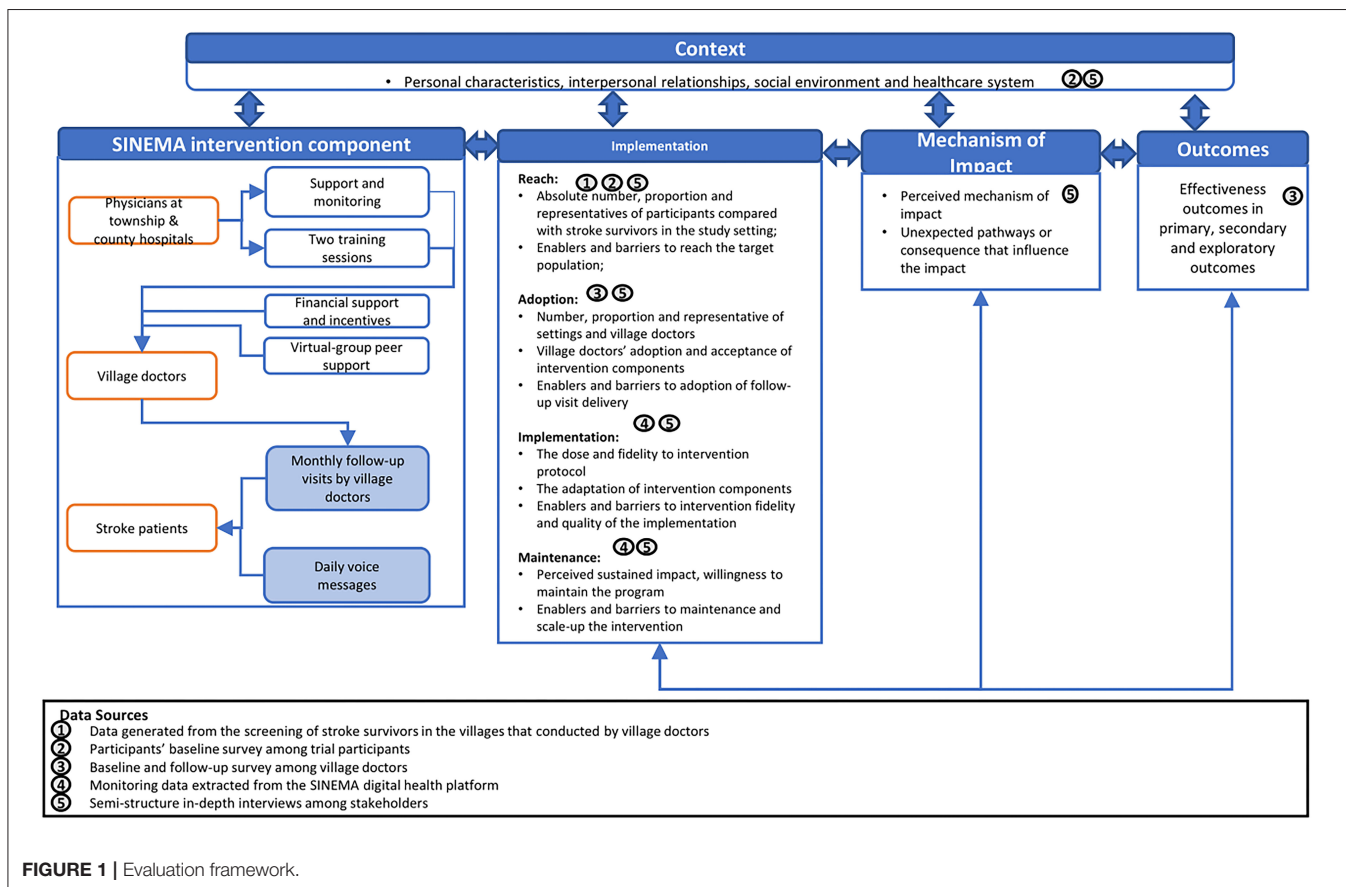 Context
• Personal characteristics, interpersonal relationships, social environment and healthcare system ② ⑤
SINEMA intervention component
Physicians at
township &
county hospitals
Support and
monitoring
Two training
sessions
Financial support
and incentives
Virtual-group peer
support
Village doctors
Monthly follow-up
visits by village
doctors
Stroke patients
Daily voice
messages
Implementation
Reach: ① ② ⑤
• Absolute number, proportion and
representatives of participants compared
with stroke survivors in the study setting;
• Enablers and barriers to reach the target
population;
Adoption: ③ ⑤
• Number, proportion and representative of
settings and village doctors
• Village doctors' adoption and acceptance of
intervention components
• Enablers and barriers to adoption of follow-
up visit delivery
Implementation: ④ ⑤
• The dose and fidelity to intervention
protocol
• The adaptation of intervention components
• Enablers and barriers to intervention fidelity
and quality of the implementation
Maintenance: ④ ⑤
• Perceived sustained impact, willingness to
maintain the program
• Enablers and barriers to maintenance and
scale-up the intervention
Mechanism of
Impact
• Perceived mechanism of ⑤
impact
• Unexpected pathways or
consequence that influence
the impact
Outcomes
Effectiveness
outcomes in ③
primary, secondary
and exploratory
outcomes
Data Sources
① Data generated from the screening of stroke survivors in the villages that conducted by village doctors
② Participants' baseline survey among trial participants
③ Baseline and follow-up survey among village doctors
④ Monitoring data extracted from the SINEMA digital health platform
⑤ Semi-structure in-depth interviews among stakeholders
FIGURE 1 | Evaluation framework.